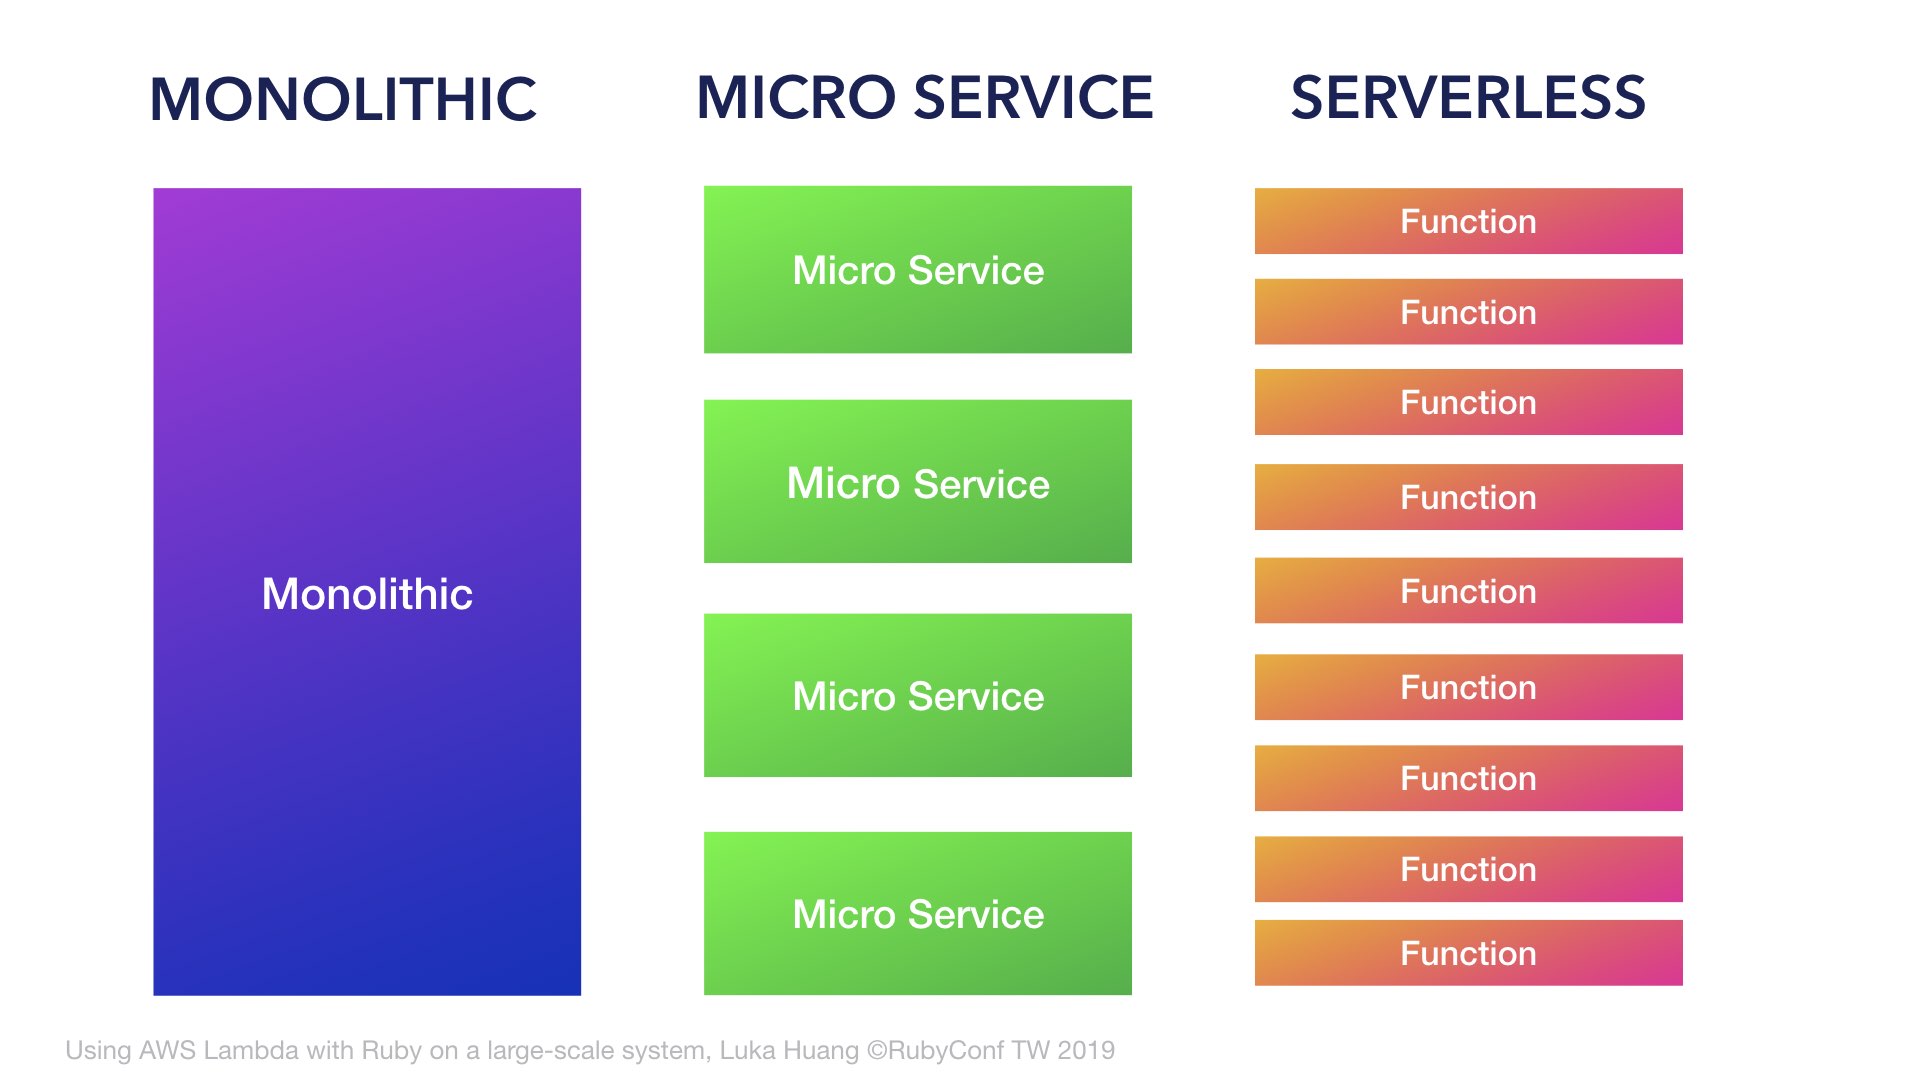 MONOLITHIC
MICRO SERVICE
SERVERLESS
Monolithic
Micro Service
Micro Service
Micro Service
Micro Service
Function
Function
Function
Function
Function
Function
Function
Function
Function
Using AWS Lambda with Ruby on a large-scale system, Luka Huang ©RubyConf TW 2019